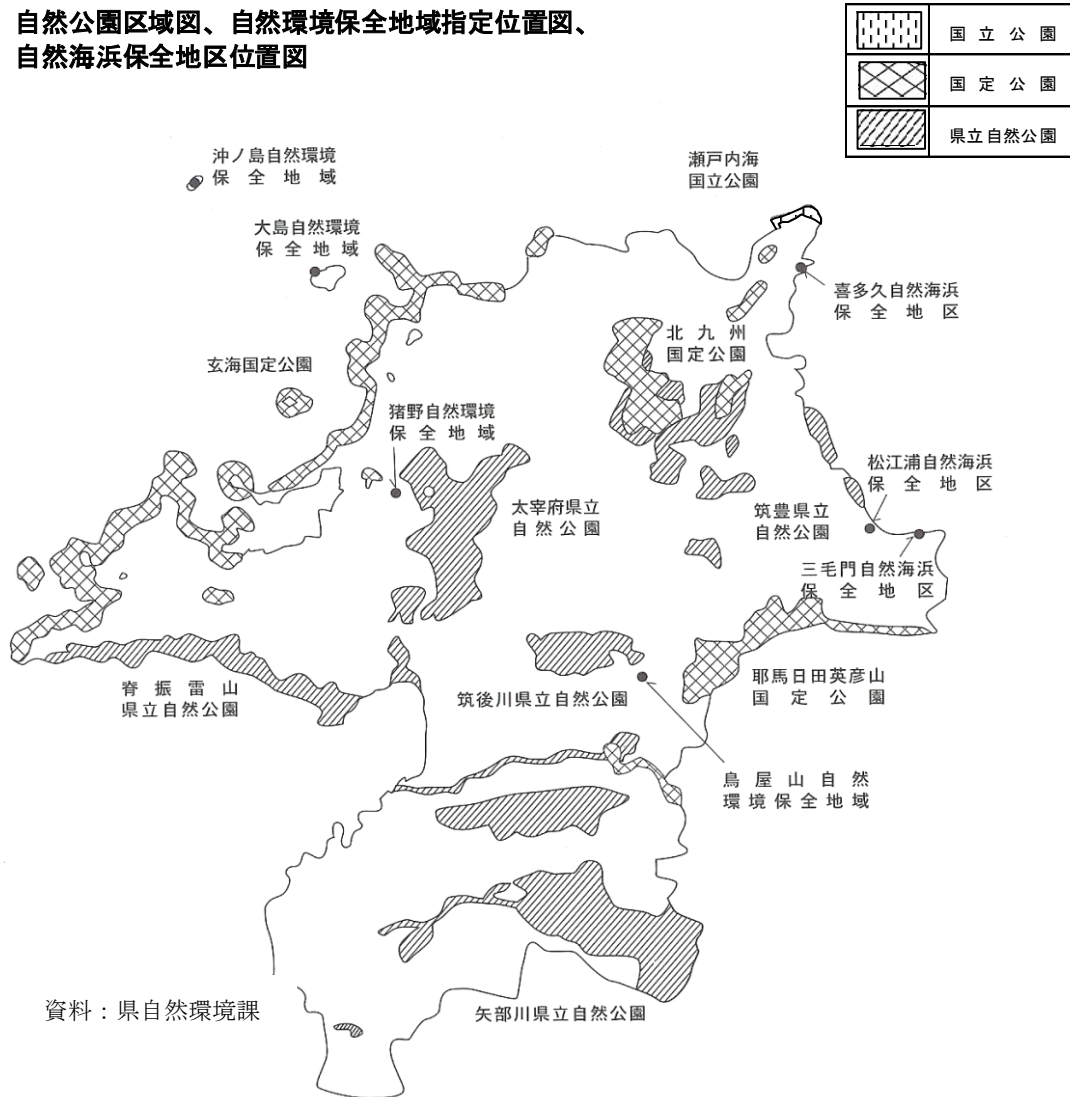 自然公園区域図、自然環境保全地域指定位置図、
自然海浜保全地区位置図
国立公園
国定公園
県立自然公園
沖ノ島自然環境
保全地域
瀬戸内海
国立公園
大島自然環境
保全地域
喜多久自然海浜
保全地区
北九州
国定公園
玄海国定公園
猪野自然環境
保全地域
松江浦自然海浜
保全地区
太宰府県立
自然公園
筑豊県立
自然公園
三毛門自然海浜
保全地区
脊振雷山
県立自然公園
筑後川県立自然公園
耶馬日田英彦山
国定公園
鳥屋山自然
環境保全地域
資料：県自然環境課
矢部川県立自然公園